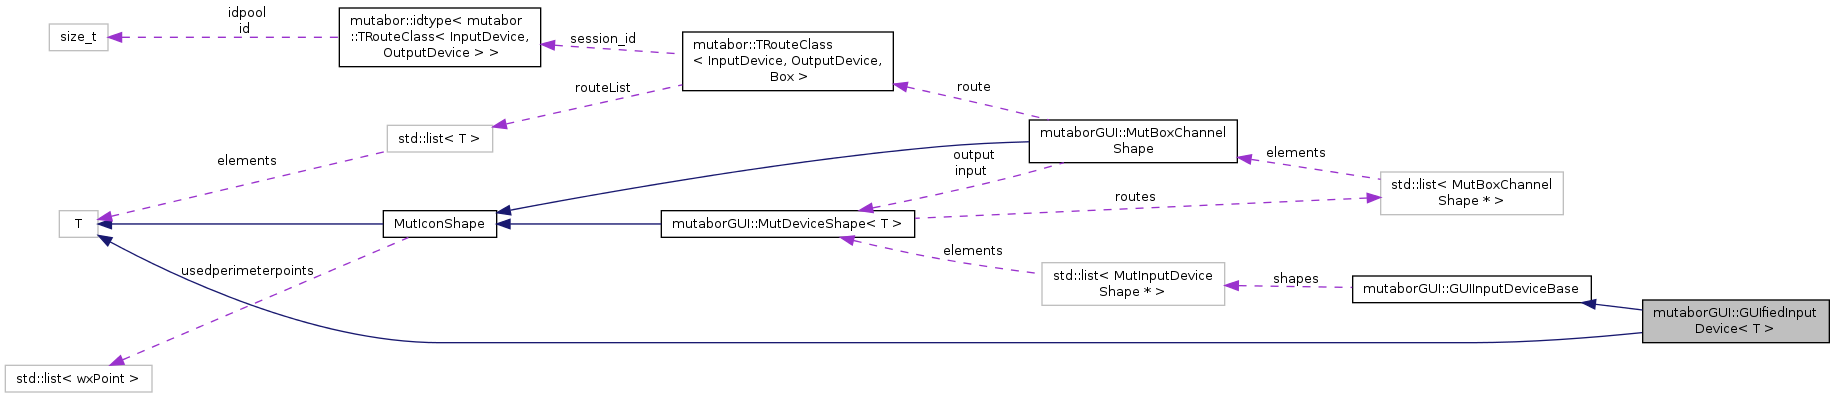 idpool
id
size_t
mutabor::idtype< mutabor
::TRouteClass< InputDevice,
OutputDevice > >
session_id
mutabor::TRouteClass
< InputDevice, OutputDevice,
Box >
routeList
route
std::list< T >
elements
mutaborGUI::MutBoxChannel
Shape
output
input
elements
std::list< MutBoxChannel
Shape * >
routes
T
MutIconShape
mutaborGUI::MutDeviceShape< T >
usedperimeterpoints
elements
std::list< MutInputDevice
Shape * >
shapes
mutaborGUI::GUIInputDeviceBase
mutaborGUI::GUIfiedInput
Device< T >
std::list< wxPoint >